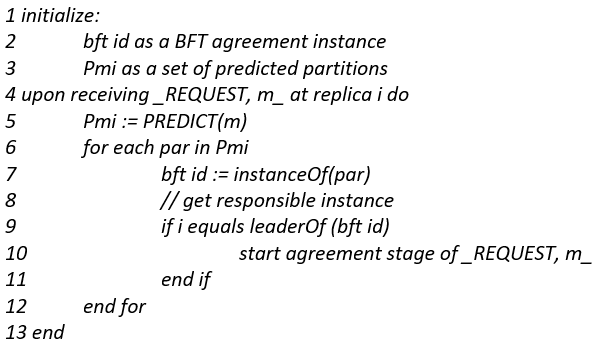 1 initialize:
2 bft id as a BFT agreement instance
3 Pmi as a set of predicted partitions
4 upon receiving _REQUEST, m_ at replica i do
5 Pmi := PREDICT(m)
6 for each par in Pmi
7 bft id := instanceOf(par)
8 // get responsible instance
9 if i equals leaderOf (bft id)
10 start agreement stage of _REQUEST, m_
11 end if
12 end for
13 end